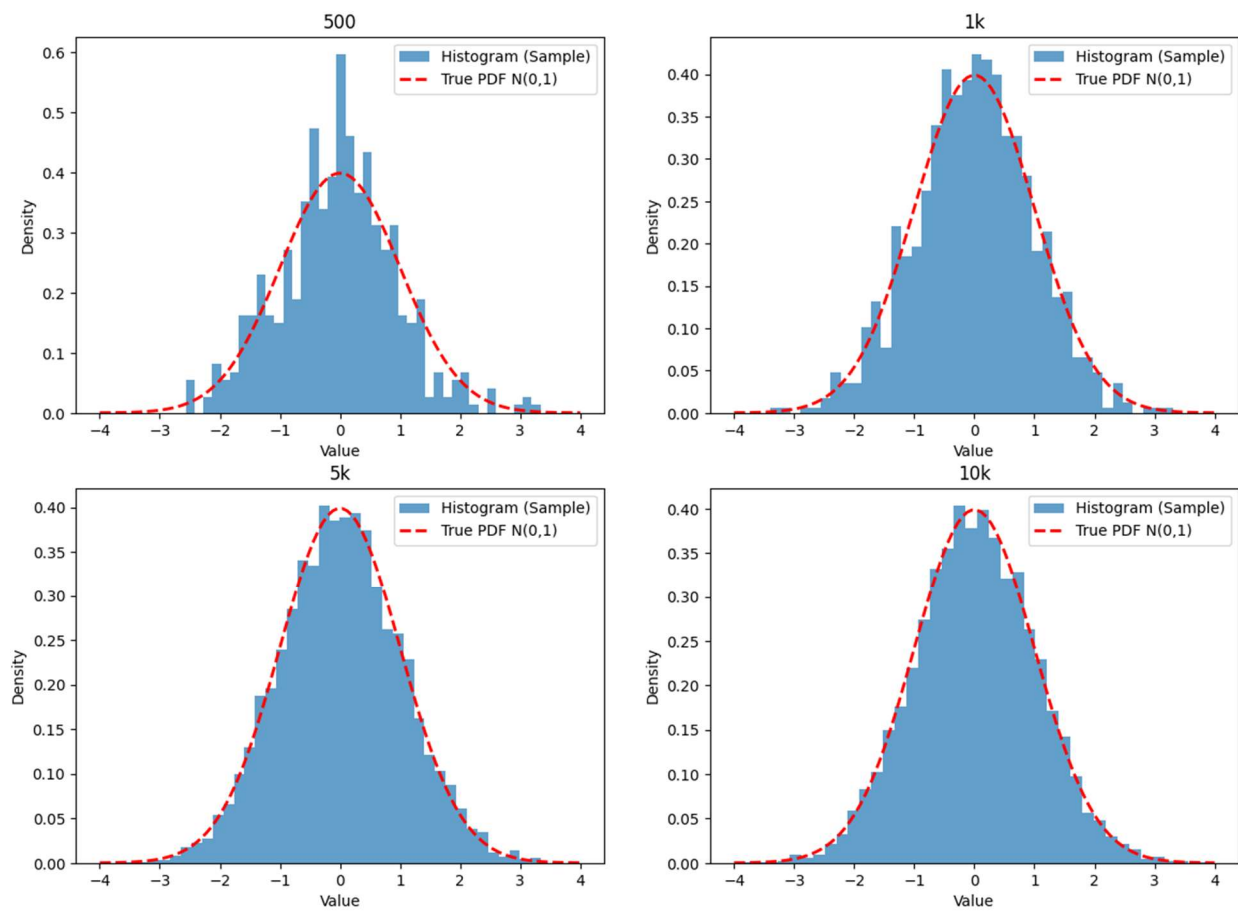 500
Histogram (Sample)
True PDF N(0,1)
0.6
0.5
0.4
0.3
0.2
0.1
0.0
Density
−4 −3 −2 −1 0 1 2 3 4
Value
1k
Histogram (Sample)
True PDF N(0,1)
0.40
0.35
0.30
0.25
0.20
0.15
0.10
0.05
0.00
Density
−4 −3 −2 −1 0 1 2 3 4
Value
5k
Histogram (Sample)
True PDF N(0,1)
0.40
0.35
0.30
0.25
0.20
0.15
0.10
0.05
0.00
Density
−4 −3 −2 −1 0 1 2 3 4
Value
10k
Histogram (Sample)
True PDF N(0,1)
0.40
0.35
0.30
0.25
0.20
0.15
0.10
0.05
0.00
Density
−4 −3 −2 −1 0 1 2 3 4
Value